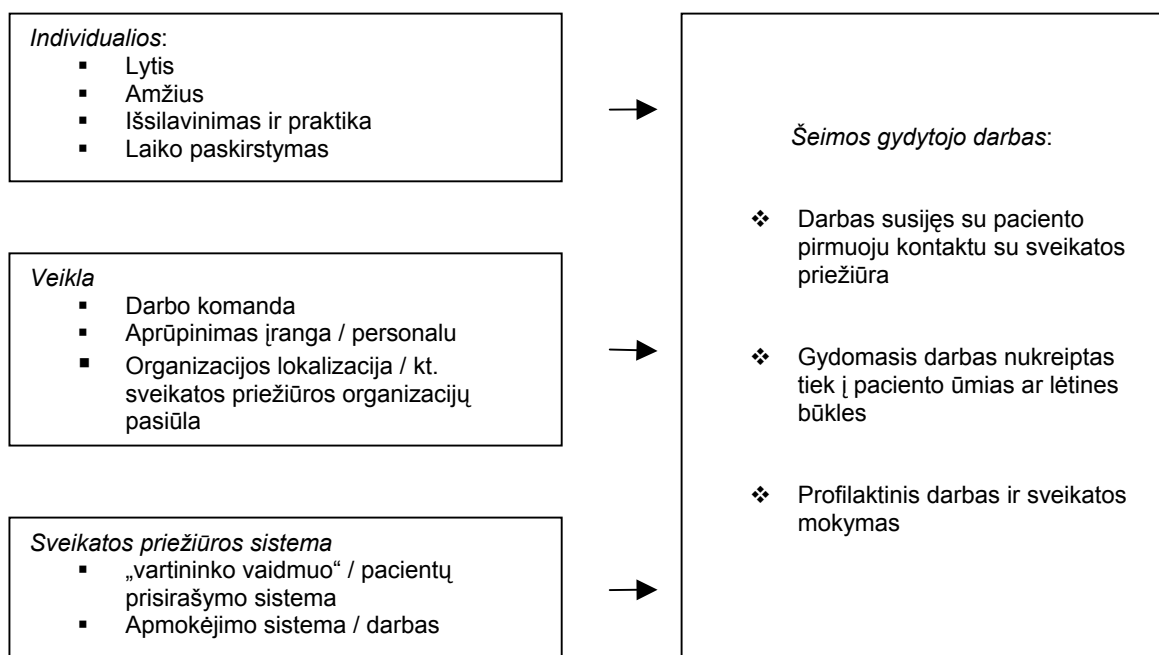 Individualios:
▪ Lytis
▪ Amžius
▪ Išsilavinimas ir praktika
▪ Laiko paskirstymas
Veikla
▪ Darbo komanda
▪ Aprūpinimas įranga / personalu
▪ Organizacijos lokalizacija / kt.
sveikatos priežiūros organizacijų
pasiūla
Sveikatos priežiūros sistema
▪ „vartininko vaidmuo“ / pacientų
prisirašymo sistema
▪ Apmokėjimo sistema / darbas
Šeimos gydytojo darbas:
❖ Darbas susijęs su paciento
pirmuoju kontaktu su sveikatos
priežiūra
❖ Gydomasis darbas nukreiptas
tiek į paciento ūmias ar lėtines
būkles
❖ Profilaktinis darbas ir sveikatos
mokymas